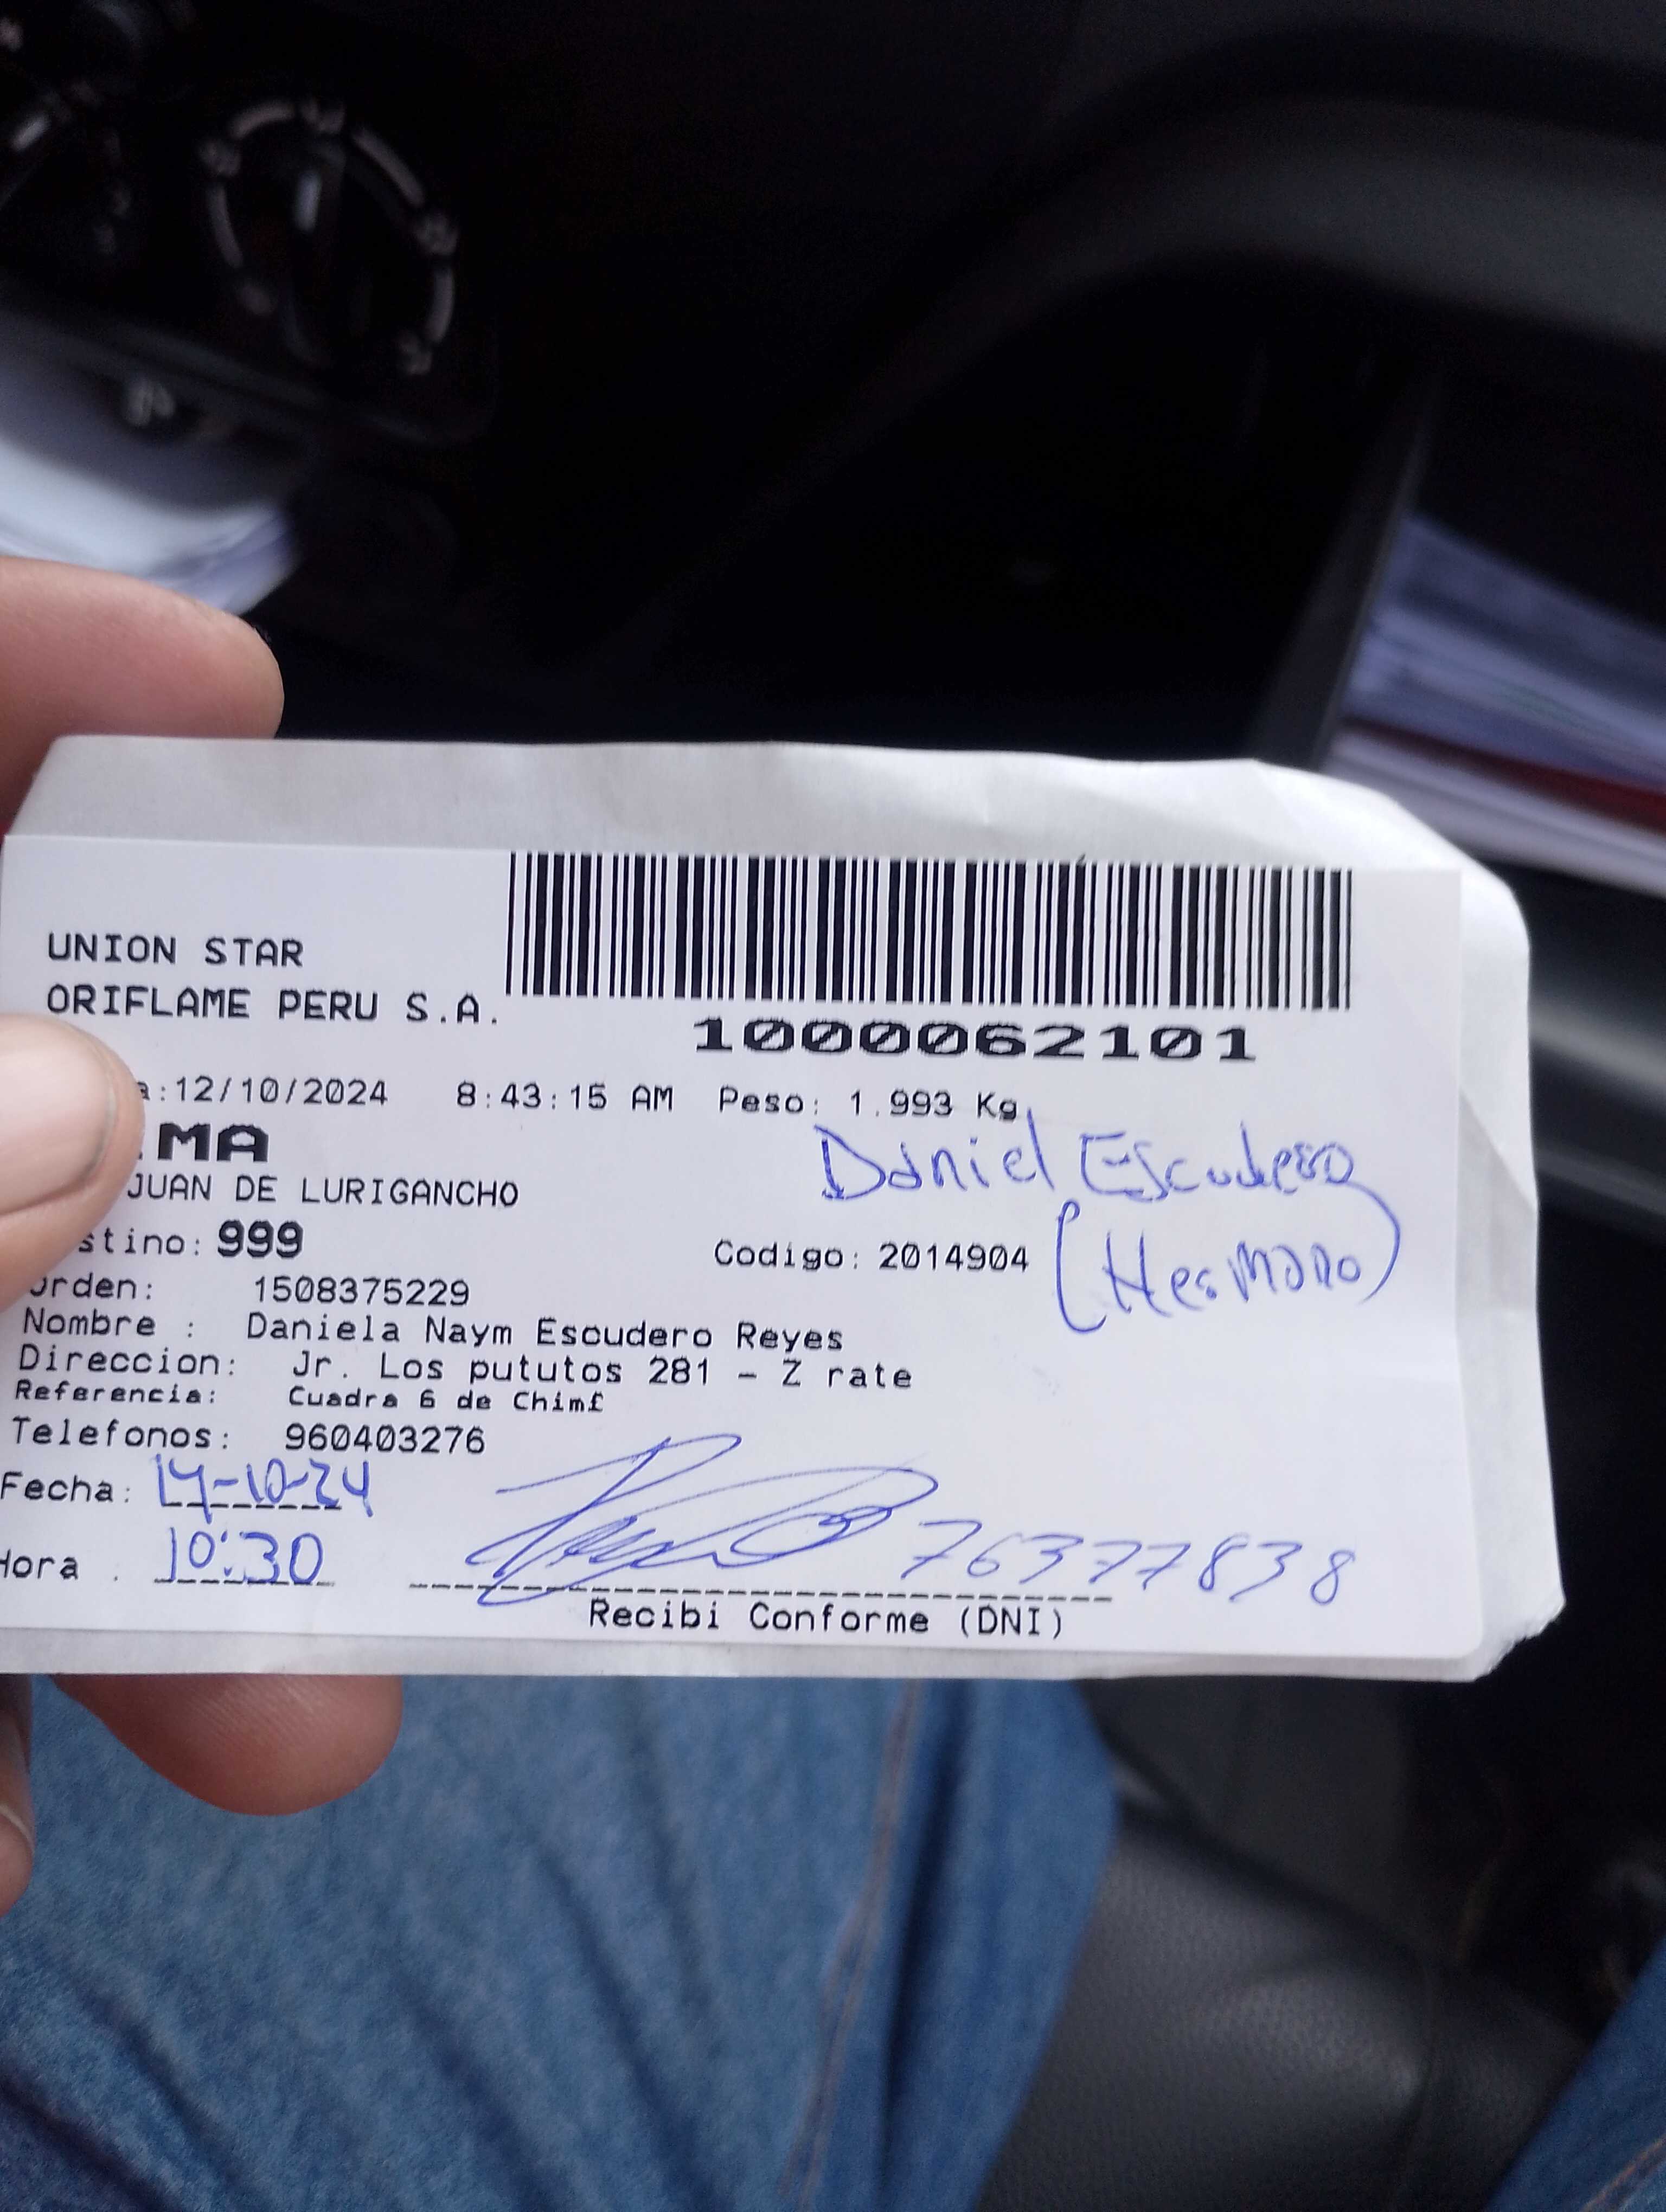 UNION STAR
ORIFLAME PERU S.A.
1000062101
a:12/10/2024 8:43:15 AM Peso: 1.993 Kg.
MA
JUAN DE LURIGANCHO
Daniel Escudero
(Hermano)
stino: 999
Codigo: 2014904
Orden: 1508375229
Nombre : Daniela Naym Escudero Reyes
Direccion: Jr. Los pututos 281 - Z rate
Referencia: Cuadra 6 de Chim£
Telefonos: 960403276
Fecha: 14-10-24
Hora : 10:30
76377838
Recibi Conforme (DNI)